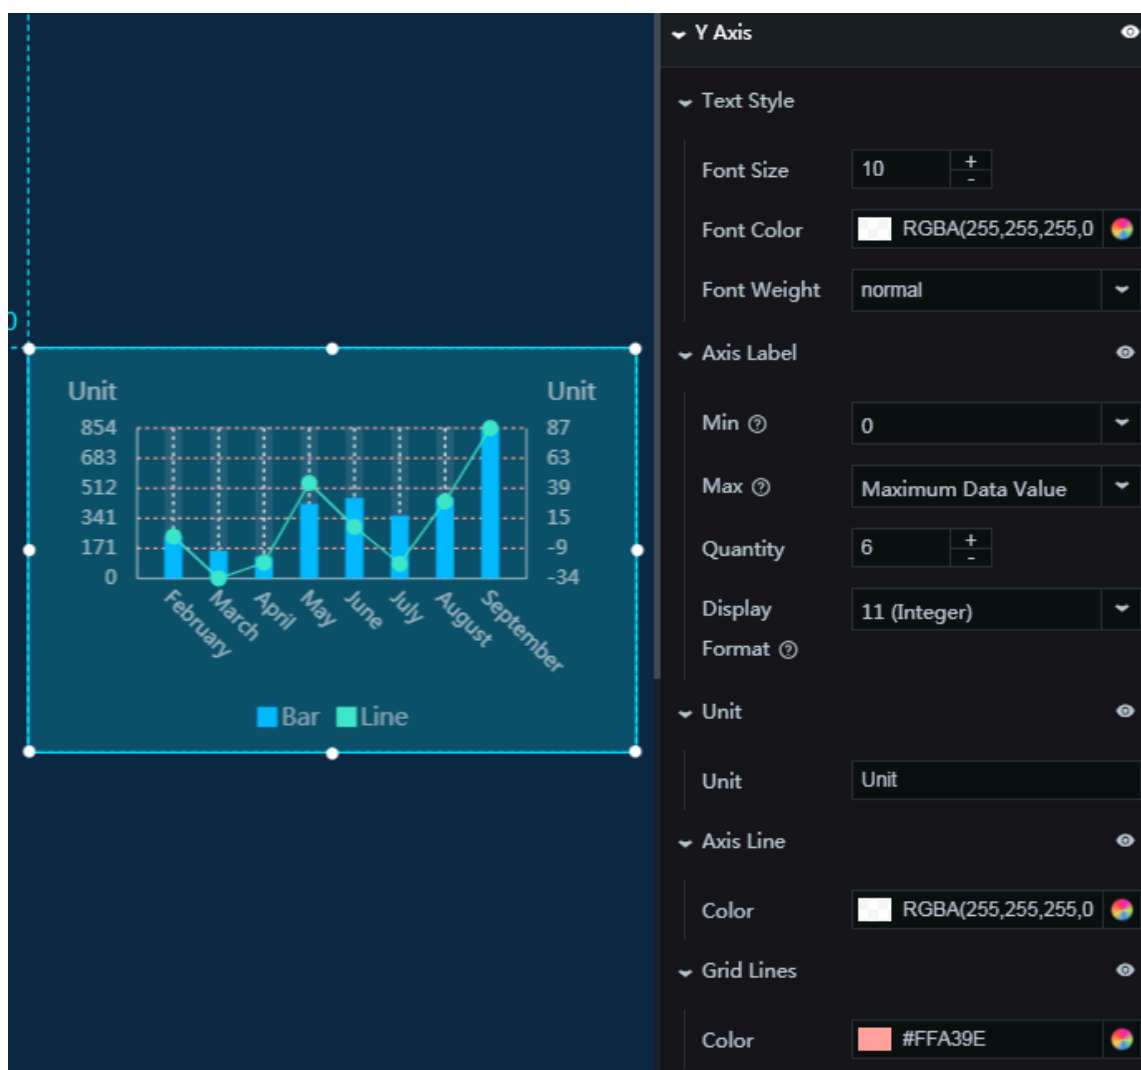 Y Axis
Text Style
Font Size 10 + -
Font Color RGBA(255,255,255,0
Font Weight normal
Axis Label
Min 0
Max Maximum Data Value
Quantity 6 + -
Display Format 11 (Integer)
Unit
Unit Unit
Axis Line
Color RGBA(255,255,255,0
Grid Lines
Color #FFA39E
0
Unit Unit
854 87
683 63
512 39
341 15
171 -9
0 -34
February March April May June July August September
Bar Line